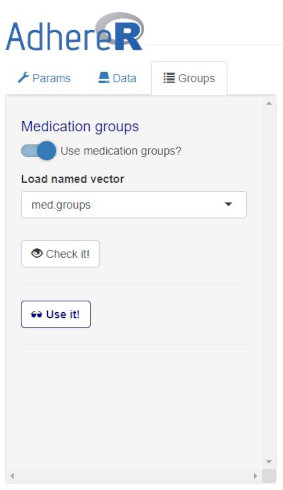 AdhereR
Params Data Groups
Medication groups
Use medication groups?
Load named vector
med.groups
Check it!
Use it!